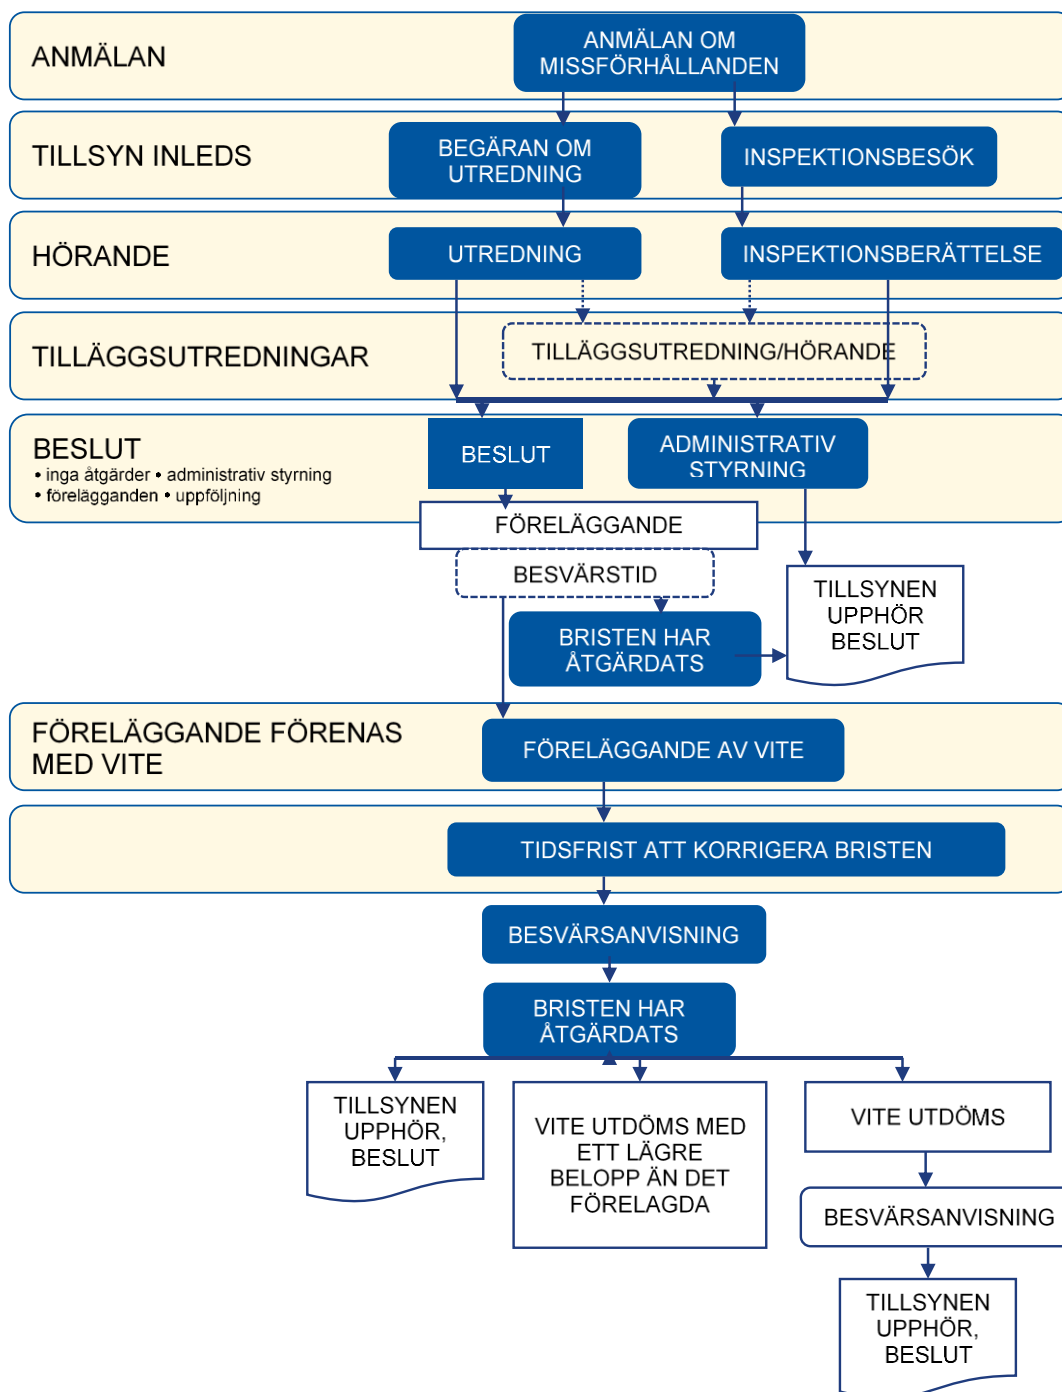 ANMÄLAN
ANMÄLAN OM
MISSFÖRHÅLLANDEN
TILLSYN INLEDS
BEGÄRAN OM
UTREDNING
INSPEKTIONSBESÖK
HÖRANDE
UTREDNING
INSPEKTIONSBERÄTTELSE
TILLÄGGSUTREDNINGAR
TILLÄGGSUTREDNING/HÖRANDE
BESLUT
• inga åtgärder • administrativ styrning
• förelägganden • uppföljning
BESLUT
ADMINISTRATIV
STYRNING
FÖRELÄGGANDE
BESVÄRSTID
BRISTEN HAR
ÅTGÄRDATS
TILLSYNEN
UPPHÖR
BESLUT
FÖRELÄGGANDE FÖRENAS
MED VITE
FÖRELÄGGANDE AV VITE
TIDSFRIST ATT KORRIGERA BRISTEN
BESVÄRSANVISNING
BRISTEN HAR
ÅTGÄRDATS
TILLSYNEN
UPPHÖR,
BESLUT
VITE UTDÖMS MED
ETT LÄGRE
BELOPP ÄN DET
FÖRELAGDA
VITE UTDÖMS
BESVÄRSANVISNING
TILLSYNEN
UPPHÖR,
BESLUT